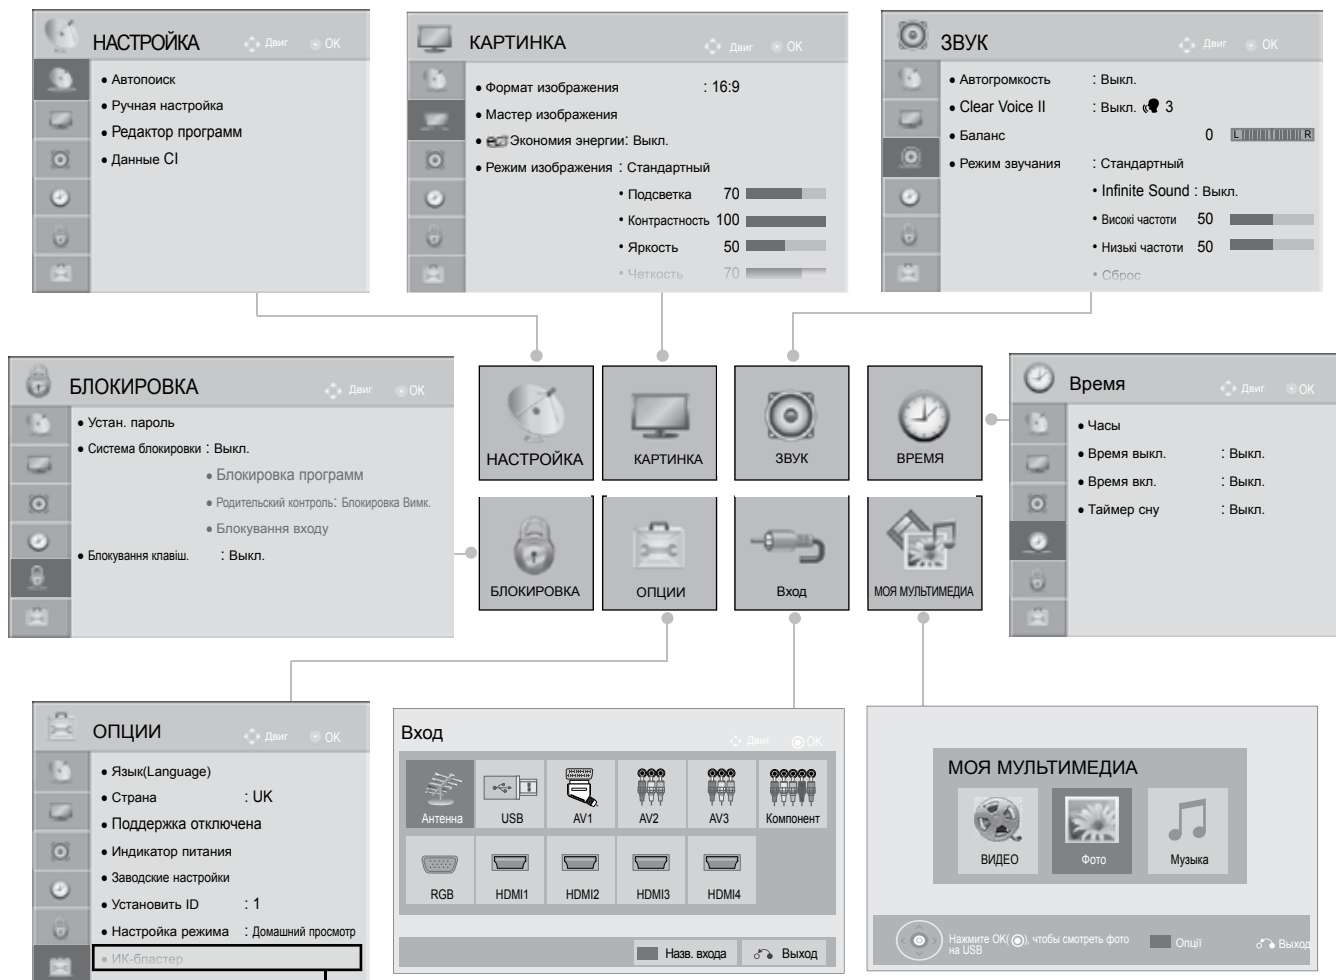 НАСТРОЙКА
Двиг OK
• Автопоиск
• Ручная настройка
• Редактор программ
• Данные CI
КАРТИНКА
Двиг OK
• Формат изображения : 16:9
• Мастер изображения
• Экономия энергии: Выкл.
• Режим изображения : Стандартный
• Подсветка 70
• Контрастность 100
• Яркость 50
• Четкость 70
ЗВУК
Двиг OK
• Автогромкость : Выкл.
• Clear Voice II : Выкл. 3
• Баланс 0 L R
• Режим звучания : Стандартный
• Infinite Sound : Выкл.
• Високі частоти 50
• Низькі частоти 50
• Сброс
БЛОКИРОВКА
Двиг OK
• Устан. пароль
• Система блокировки : Выкл.
• Блокировка программ
• Родительский контроль: Блокировка Вимк.
• Блокування входу
• Блокування клавіш. : Выкл.
НАСТРОЙКА
КАРТИНКА
ЗВУК
ВРЕМЯ
БЛОКИРОВКА
ОПЦИИ
Вход
МОЯ МУЛЬТИМЕДИА
Время
Двиг OK
• Часы
• Время выкл. : Выкл.
• Время вкл. : Выкл.
• Таймер сну : Выкл.
ОПЦИИ
Двиг OK
• Язык(Language)
• Страна : UK
• Поддержка отключена
• Индикатор питания
• Заводские настройки
• Установить ID : 1
• Настройка режима : Домашний просмотр
• ИК-бластер
Вход
Двиг OK
Антенна USB AV1 AV2 AV3 Компонент
RGB HDMI1 HDMI2 HDMI3 HDMI4
Назв. входа Выход
МОЯ МУЛЬТИМЕДИА
ВИДЕО Фото Музыка
Нажмите OK( ), чтобы смотреть фото
на USB
Опції Выход